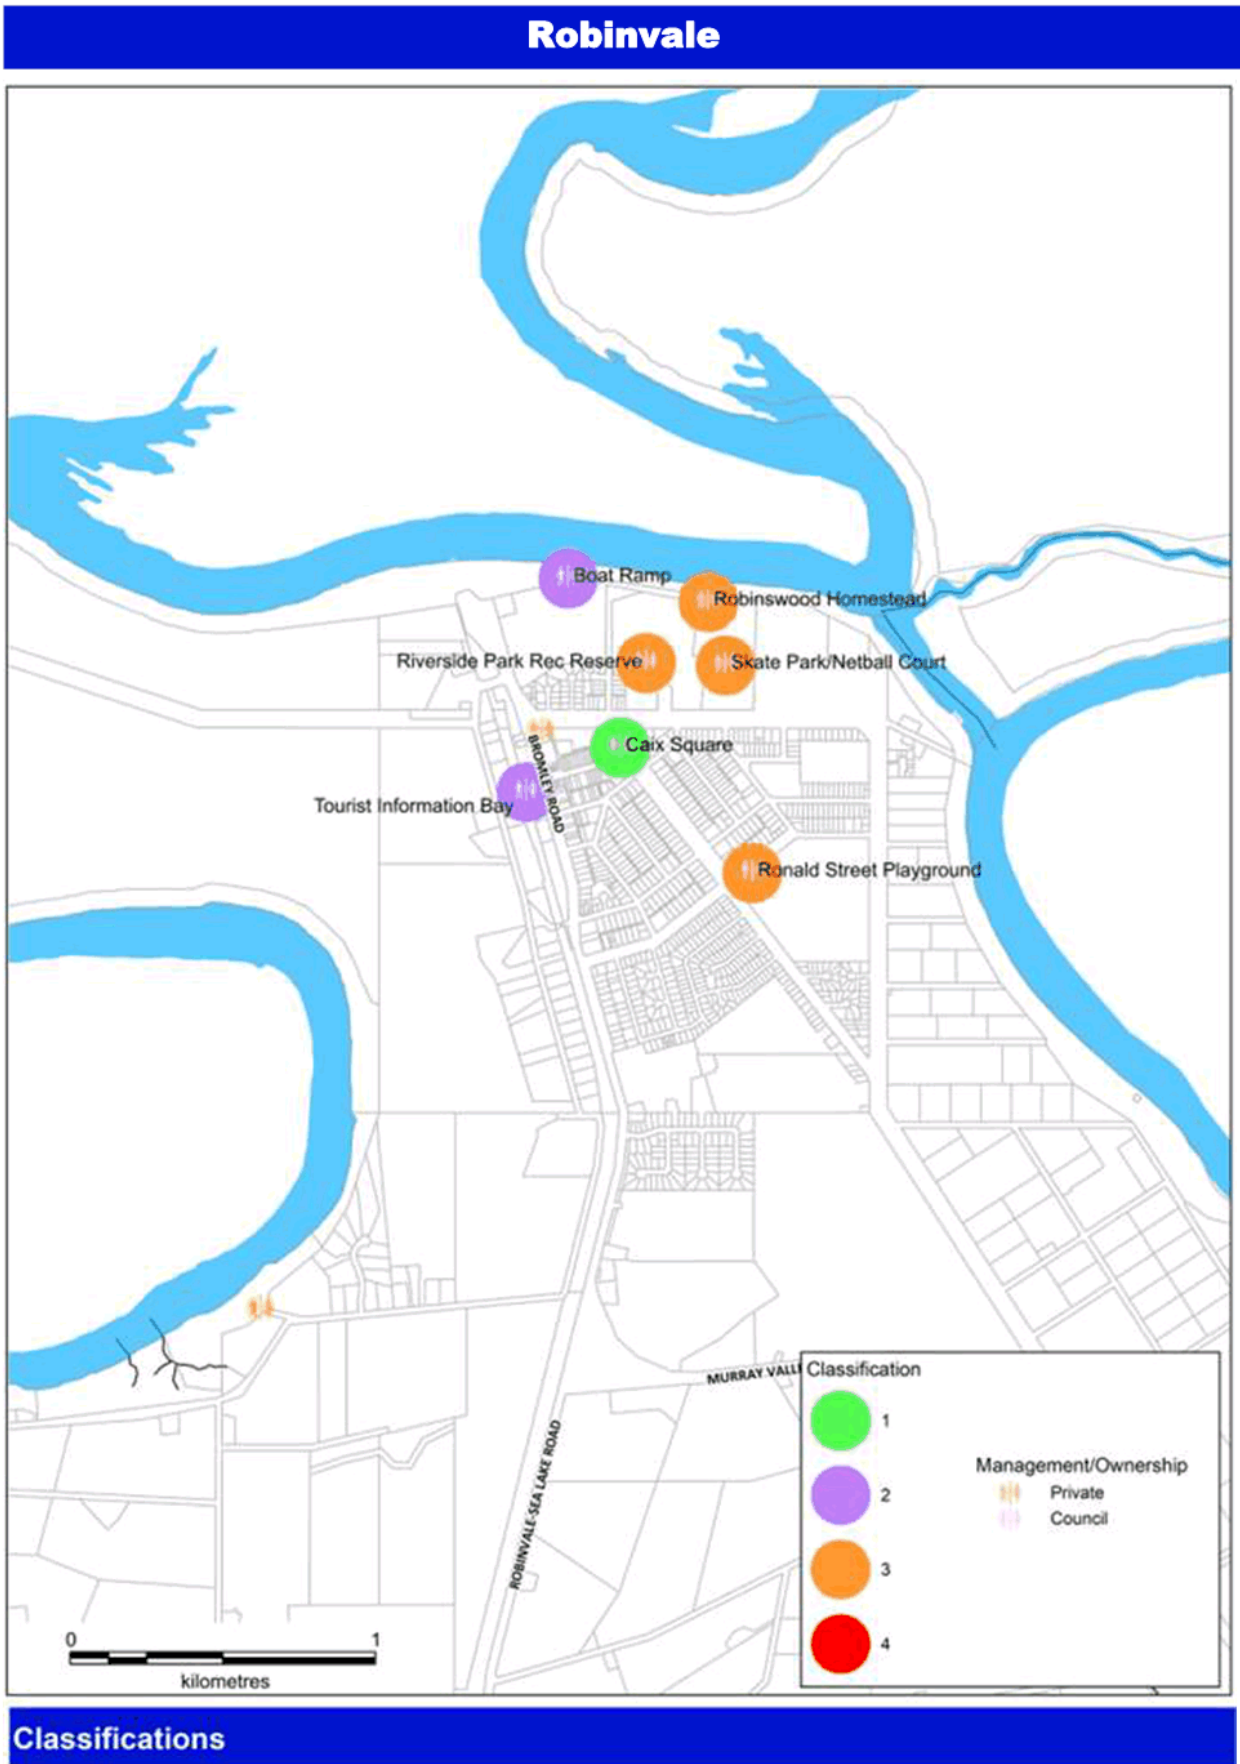 Robinvale
Boat Ramp
Robinswood Homestead
Riverside Park Rec Reserve
Skate Park/Netball Court
Caix Square
BROMLEY ROAD
Tourist Information Bay
Ronald Street Playground
MURRAY VALL
ROBINVALE-SEA LAKE ROAD
Classification
1
2
3
4
Management/Ownership
Private
Council
0 1
kilometres
Classifications